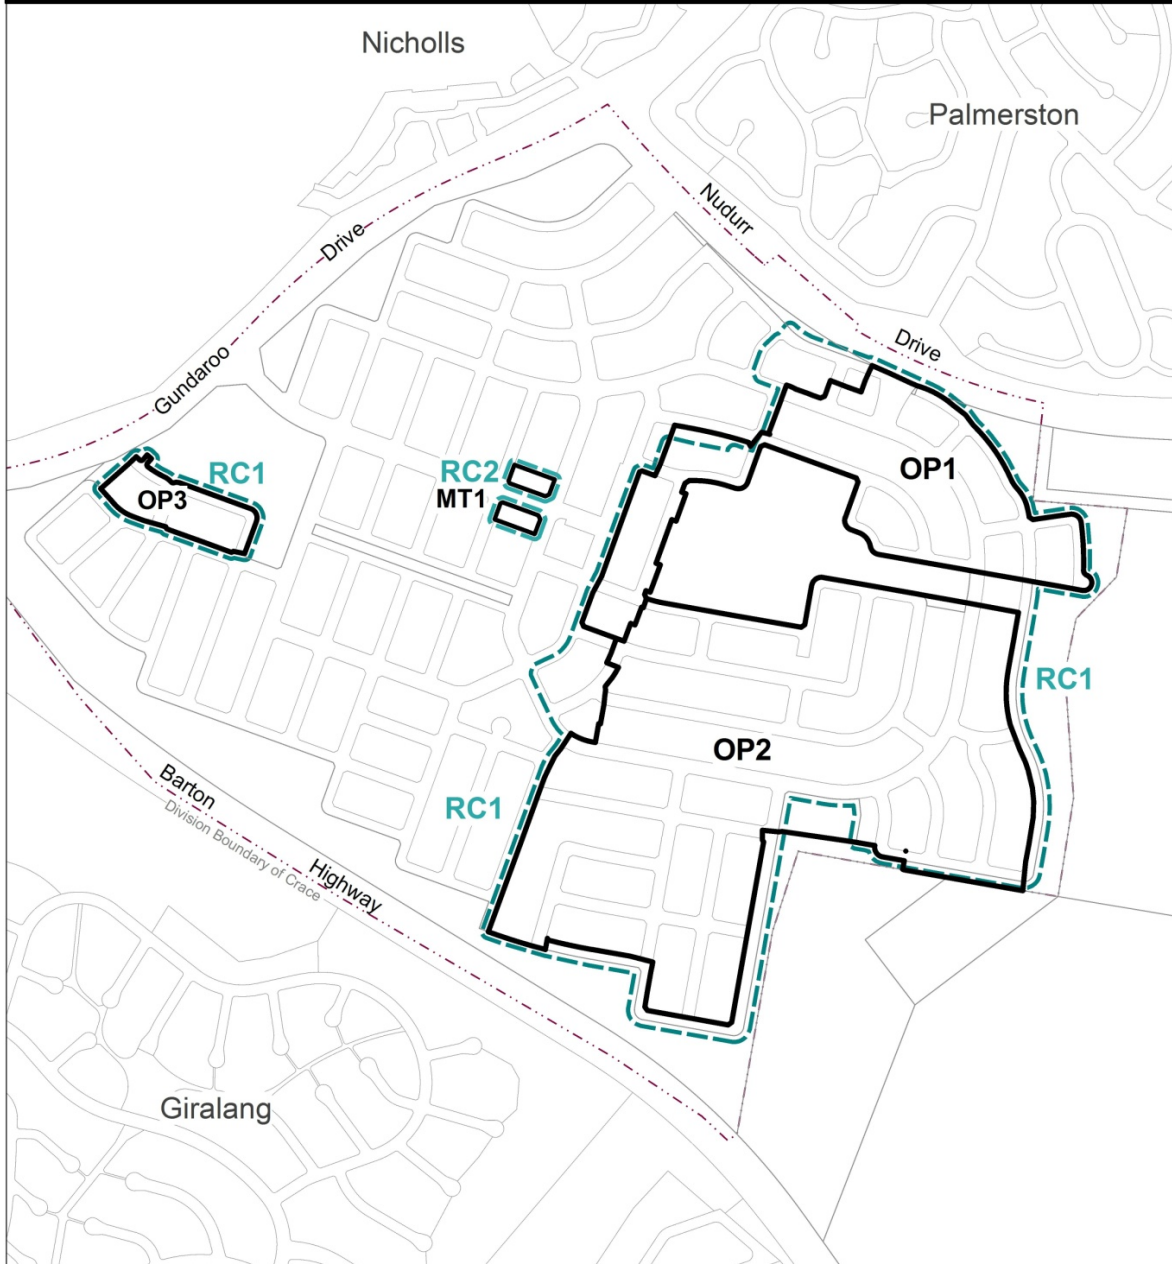 Nicholls
Palmerston
Nudurr
Drive
Drive
Gundaroo
RC1
OP3
RC2
MT1
OP1
RC1
OP2
RC1
Barton
Highway
Division Boundary of Crace
Giralang